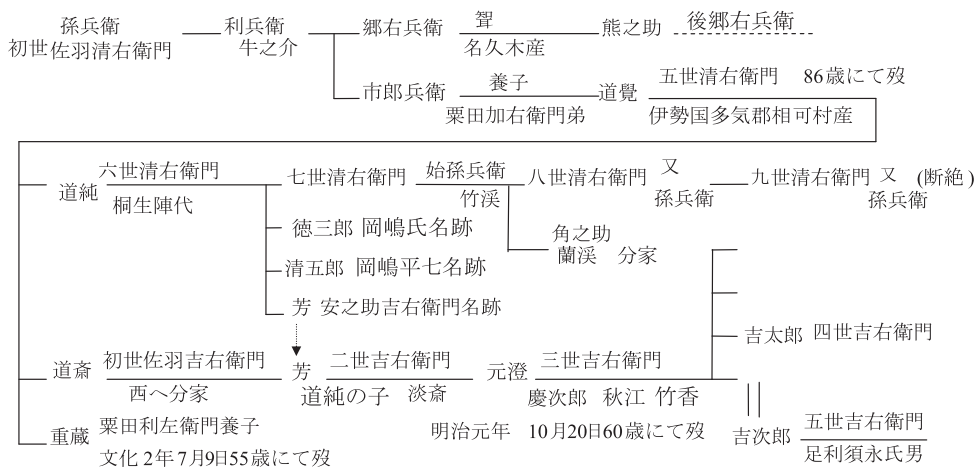 孫兵衛 利兵衛 郷右兵衛 聟 熊之助 後郷右兵衛
初世佐羽清右衛門 牛之介 名久木産
市郎兵衛 養子 道覺 五世清右衛門 86歳にて歿
栗田加右衛門弟 伊勢国多気郡相可村産
道純 六世清右衛門 七世清右衛門 始孫兵衛 八世清右衛門 又 九世清右衛門 又 (断絶)
桐生陣代 竹渓 孫兵衛 孫兵衛
徳三郎 岡嶋氏名跡 角之助
蘭渓 分家
清五郎 岡嶋平七名跡
芳 安之助吉右衛門名跡
吉太郎 四世吉右衛門
道斎 初世佐羽吉右衛門 芳 二世吉右衛門 元澄 三世吉右衛門
西へ分家 道純の子 淡斎 慶次郎 秋江 竹香
重蔵 栗田利左衛門養子 明治元年 10月20日60歳にて歿 吉次郎 五世吉右衛門
文化2年7月9日55歳にて歿 足利須永氏男